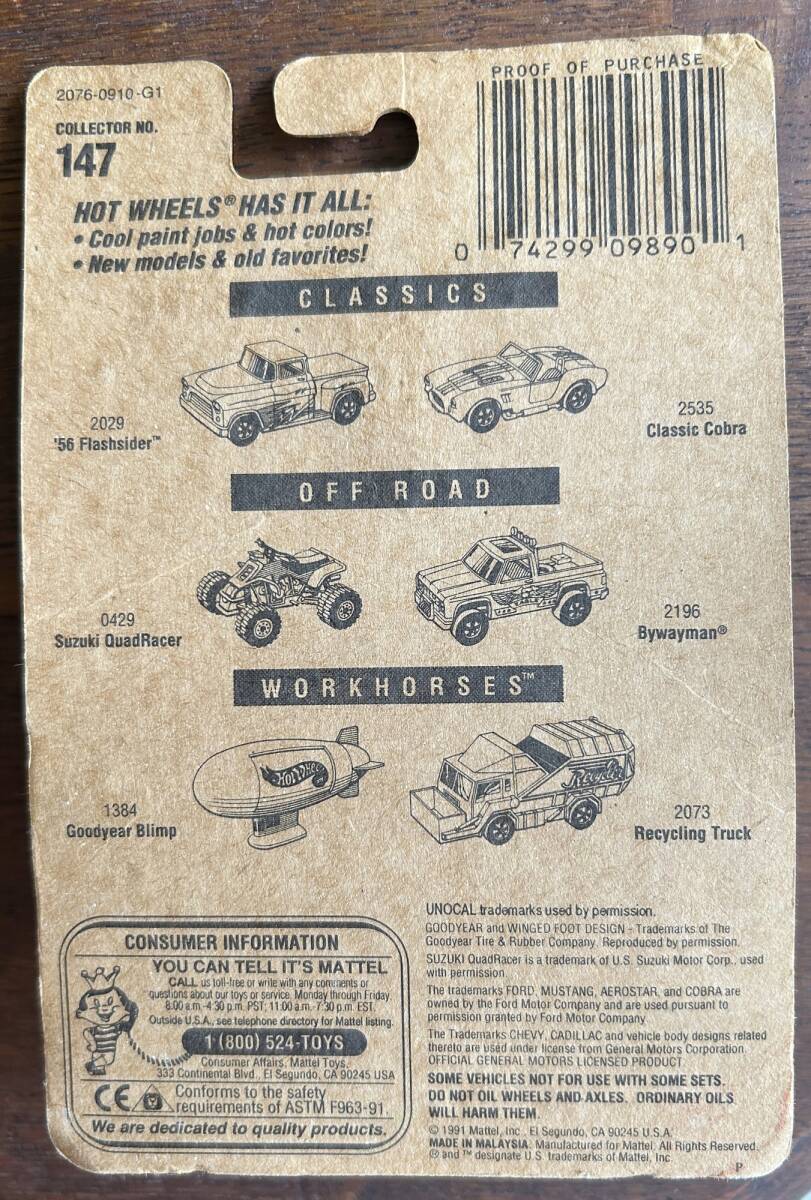 2076-0910-G1
COLLECTOR NO.
147
PROOF OF PURCHASE
0 74299 09890 1
HOT WHEELS® HAS IT ALL:
• Cool paint jobs & hot colors!
• New models & old favorites!
CLASSICS
2029
'56 Flashsider™
2535
Classic Cobra
OFF ROAD
0429
Suzuki QuadRacer
2196
Bywayman®
WORKHORSES™
Hot Wheels
1384
Goodyear Blimp
Recycler
2073
Recycling Truck
CONSUMER INFORMATION
YOU CAN TELL IT'S MATTEL
CALL us toll-free or write with any comments or
questions about our toys or service. Monday through Friday
8:00 a.m.-4:30 p.m. PST; 11:00 a.m.-7:30 p.m. EST.
Outside U.S.A., see telephone directory for Mattel listing.
1 (800) 524-TOYS
Consumer Affairs, Mattel Toys,
333 Continental Blvd., El Segundo, CA 90245 USA
CE Conforms to the safety
requirements of ASTM F963-91.
We are dedicated to quality products.
UNOCAL trademarks used by permission.
GOODYEAR and WINGED FOOT DESIGN - Trademarks of The
Goodyear Tire & Rubber Company. Reproduced by permission.
SUZUKI QuadRacer is a trademark of U.S. Suzuki Motor Corp., used
with permission.
The trademarks FORD, MUSTANG, AEROSTAR, and COBRA are
owned by the Ford Motor Company and are used pursuant to
permission granted by Ford Motor Company.
The Trademarks CHEVY, CADILLAC and vehicle body designs related
thereto are used under license from General Motors Corporation.
OFFICIAL GENERAL MOTORS LICENSED PRODUCT
SOME VEHICLES NOT FOR USE WITH SOME SETS.
DO NOT OIL WHEELS AND AXLES. ORDINARY OILS
WILL HARM THEM.
© 1991 Mattel, Inc., El Segundo, CA 90245 U.S.A.
MADE IN MALAYSIA. Manufactured for Mattel. All Rights Reserved.
® and ™ designate U.S. trademarks of Mattel, Inc.
P